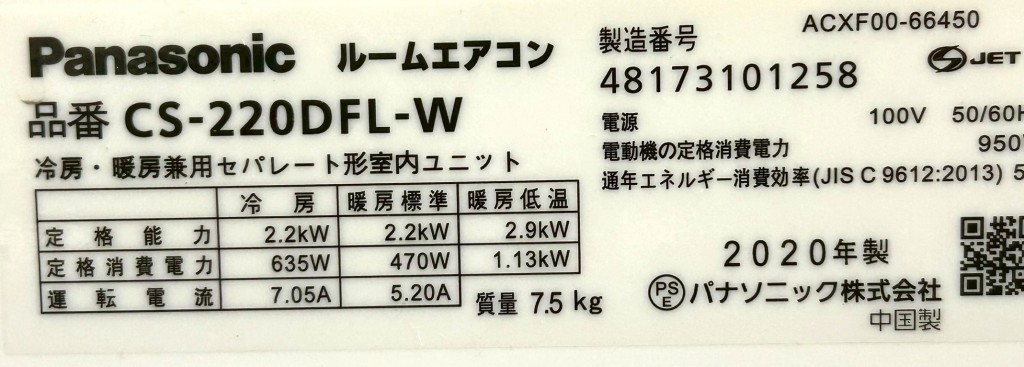 Panasonic ルームエアコン
品番 CS-220DFL-W
冷房・暖房兼用セパレート形室内ユニット
冷房 暖房標準 暖房低温
定格能力 2.2kW 2.2kW 2.9kW
定格消費電力 635W 470W 1.13kW
運転電流 7.05A 5.20A
質量 7.5 kg
ACXF00-66450
製造番号
48173101258
JET
電源 100V 50/60H
電動機の定格消費電力 950
通年エネルギー消費効率(JIS C 9612:2013) 5
2020年製
PSE パナソニック株式会社
中国製